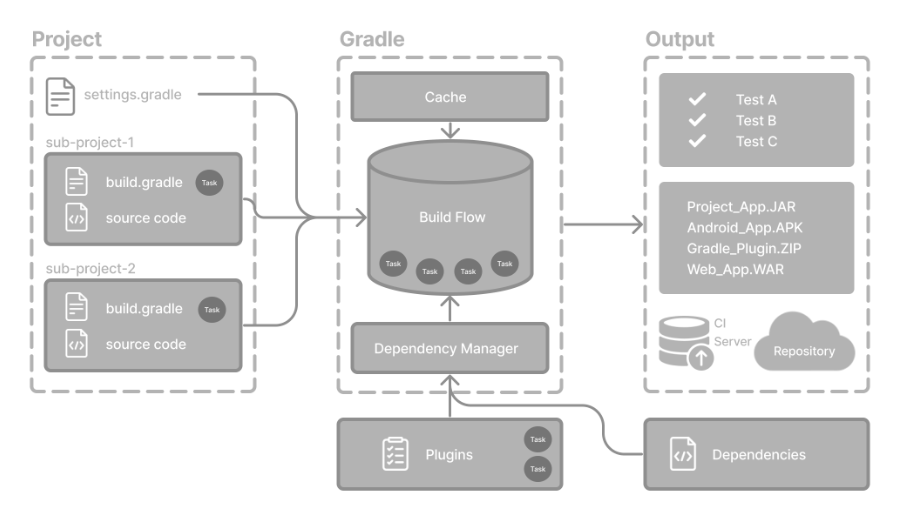 Project
settings.gradle
sub-project-1
build.gradle
Task
source code
sub-project-2
build.gradle
Task
source code
Gradle
Cache
Build Flow
Task
Task
Task
Task
Dependency Manager
Plugins
Task
Task
Output
Test A
Test B
Test C
Project_App.JAR
Android_App.APK
Gradle_Plugin.ZIP
Web_App.WAR
CI
Server
Repository
Dependencies